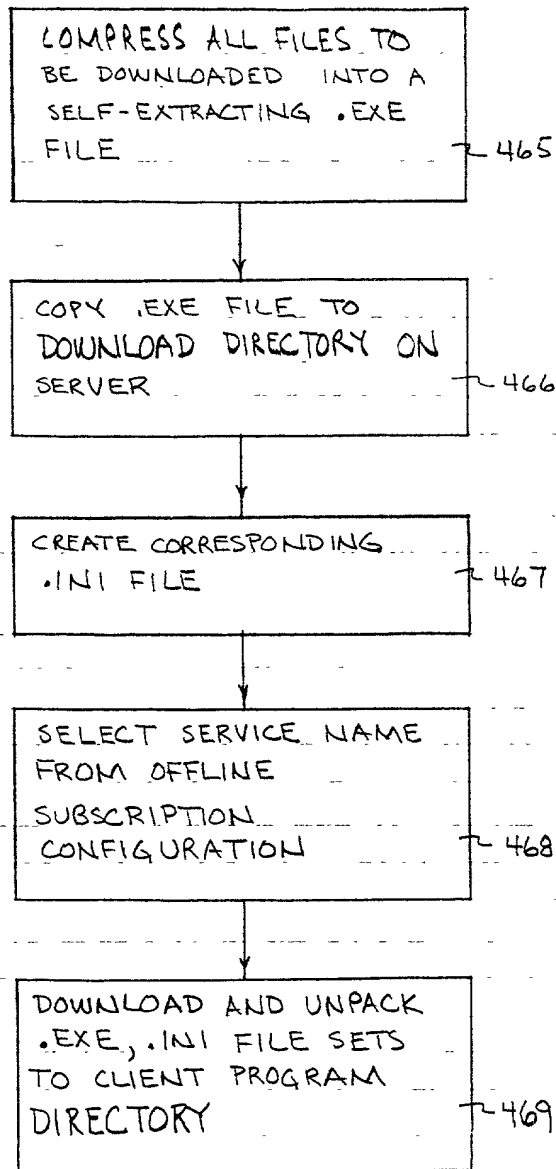 COMPRESS ALL FILES TO
BE DOWNLOADED INTO A
SELF-EXTRACTING .EXE
FILE
465
COPY .EXE FILE TO
DOWNLOAD DIRECTORY ON
SERVER
466
CREATE CORRESPONDING
.INI FILE
467
SELECT SERVICE NAME
FROM OFFLINE
SUBSCRIPTION
CONFIGURATION
468
DOWNLOAD AND UNPACK
.EXE, .INI FILE SETS
TO CLIENT PROGRAM
DIRECTORY
469